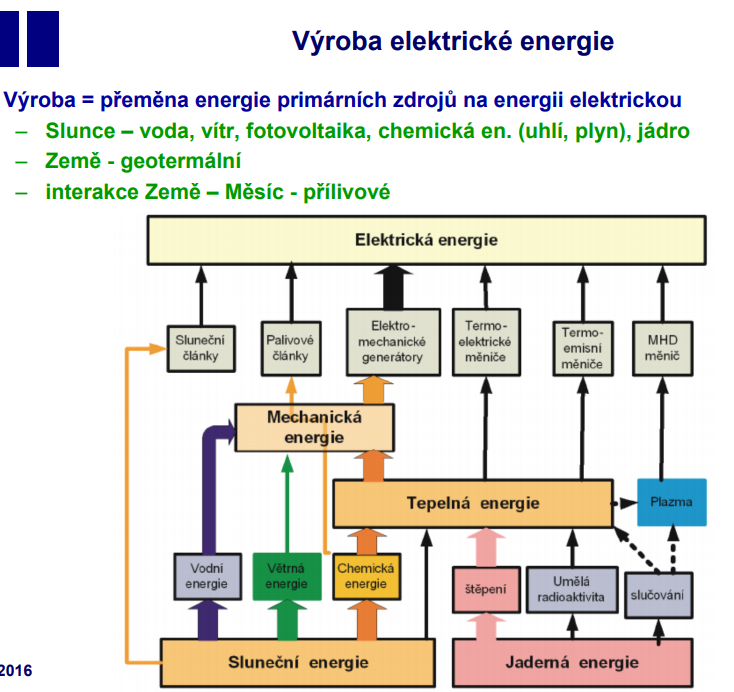 Výroba elektrické energie
Výroba = přeměna energie primárních zdrojů na energii elektrickou
– Slunce – voda, vítr, fotovoltaika, chemická en. (uhlí, plyn), jádro
– Země - geotermální
– interakce Země – Měsíc - přílivové
Elektrická energie
Sluneční
články
Palivové
články
Elektro-
mechanické
generátory
Termo-
elektrické
měniče
Termo-
emisní
měniče
MHD
měnič
Mechanická
energie
Tepelná energie
Plazma
Vodní
energie
Větrná
energie
Chemická
energie
štěpení
Umělá
radioaktivita
slučování
Sluneční energie
Jaderná energie
2016